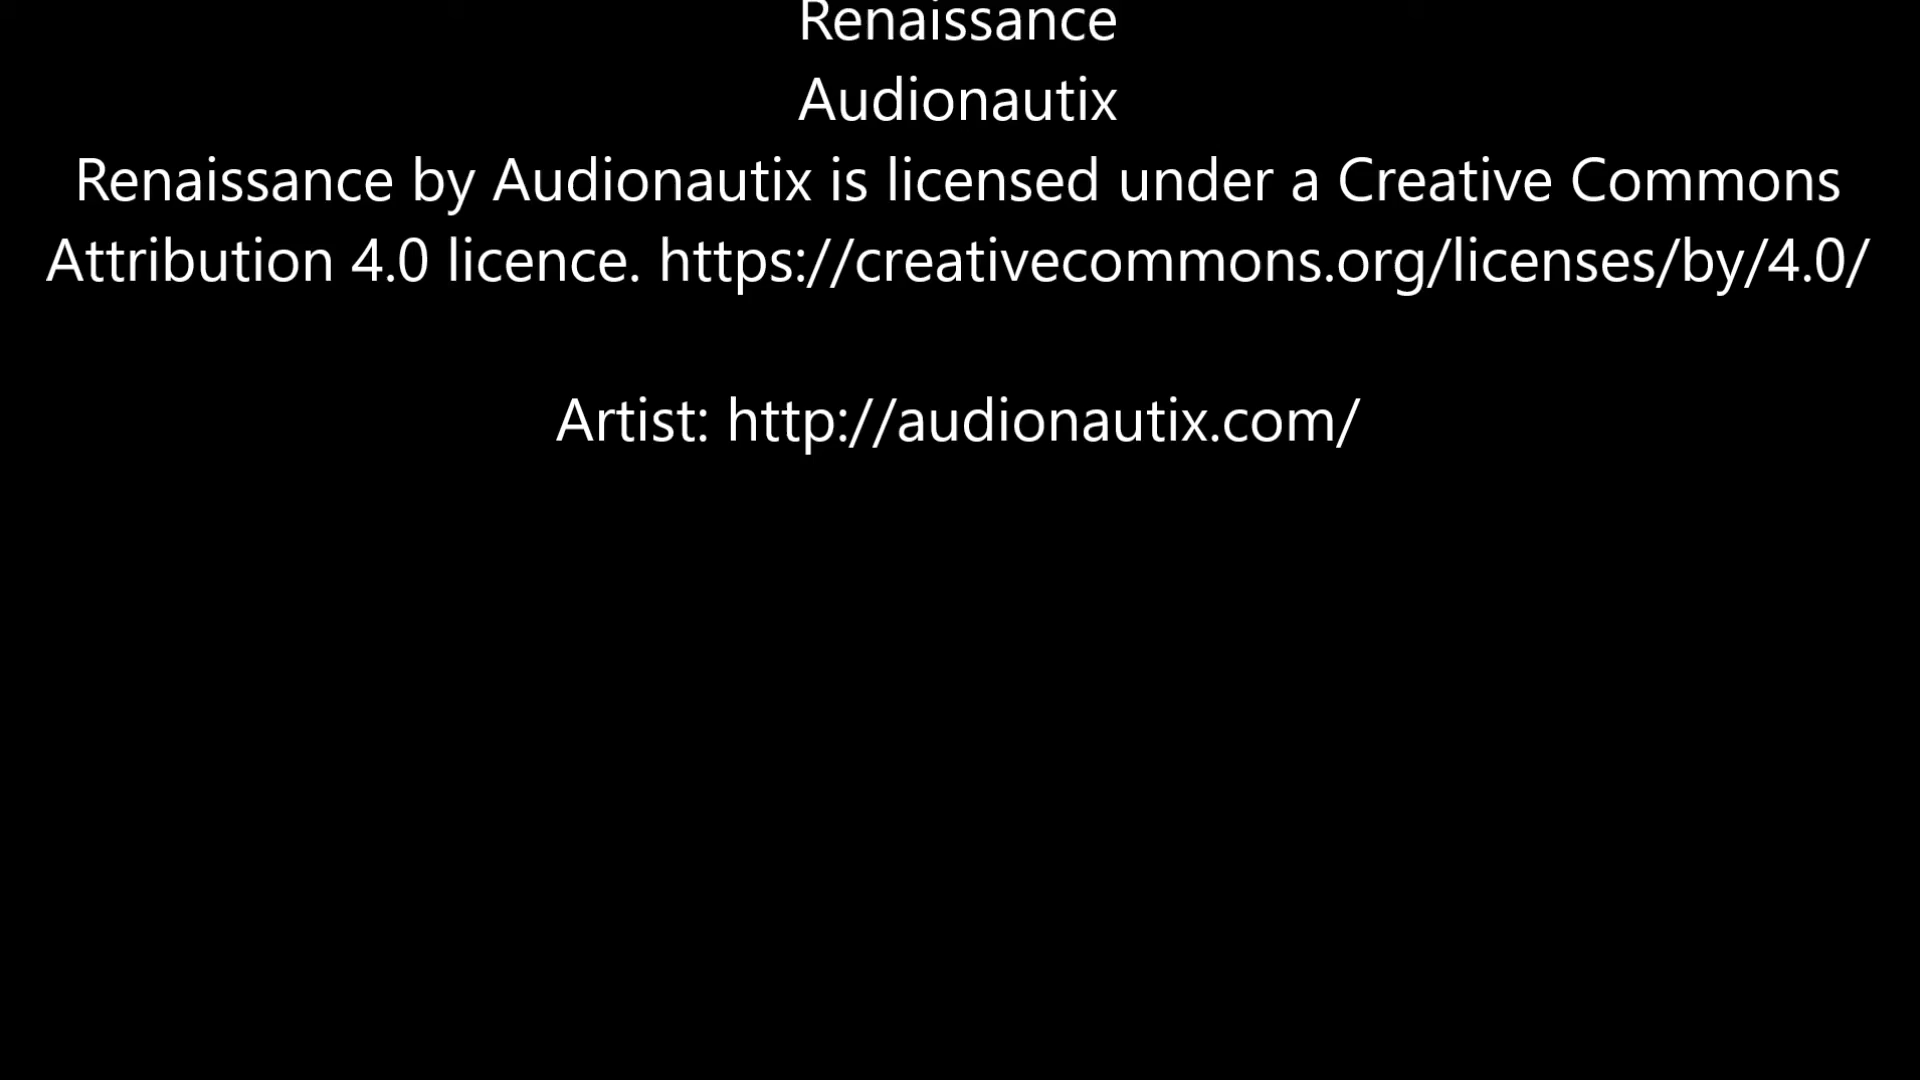 Renaissance
Audionautix
Renaissance by Audionautix is licensed under a Creative Commons
Attribution 4.0 licence. https://creativecommons.org/licenses/by/4.0/
Artist: http://audionautix.com/